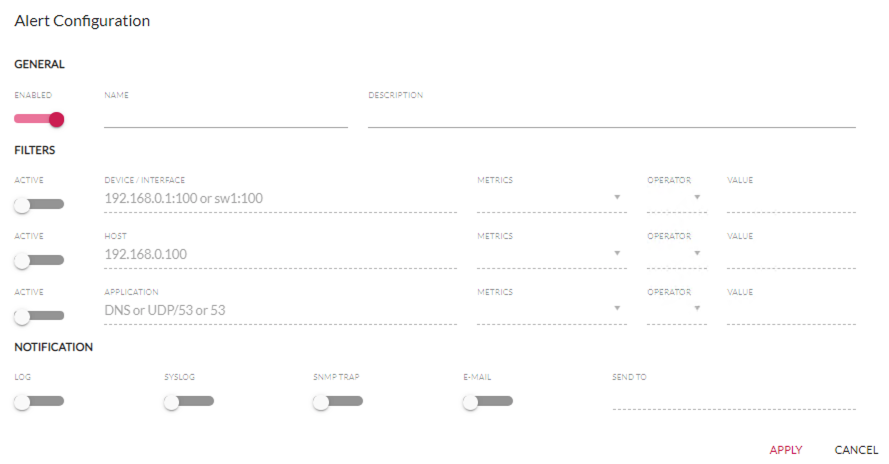 Alert Configuration
GENERAL
ENABLED NAME DESCRIPTION
FILTERS
ACTIVE DEVICE / INTERFACE METRICS OPERATOR VALUE
192.168.0.1:100 or sw1:100
ACTIVE HOST METRICS OPERATOR VALUE
192.168.0.100
ACTIVE APPLICATION METRICS OPERATOR VALUE
DNS or UDP/53 or 53
NOTIFICATION
LOG SYSLOG SNMP TRAP E-MAIL SEND TO
APPLY CANCEL